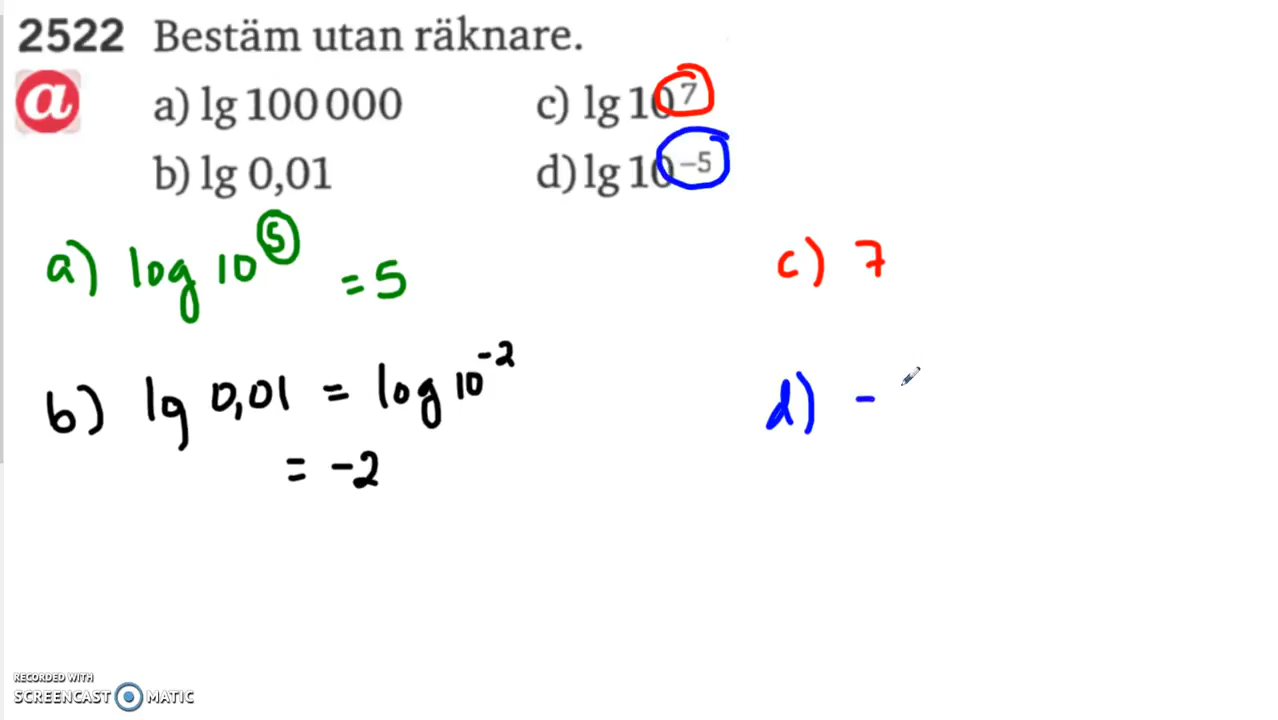 2522 Bestäm utan räknare.
a
a) lg 100 000
c) lg 10⁷
b) lg 0,01
d) lg 10⁻⁵
a) log 10⁵ = 5
c) 7
b) lg 0,01 = log 10⁻²
= -2
d) -
RECORDED WITH
SCREENCAST MATIC